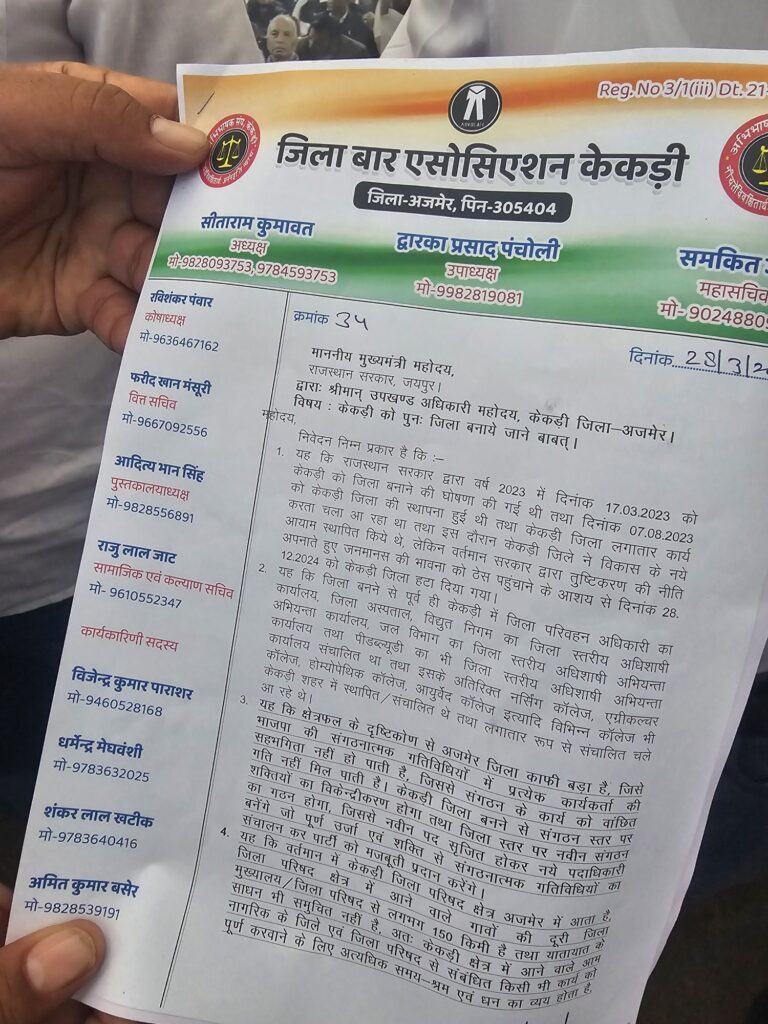 Reg. No 3/1(iii) Dt. 21-
ADVOCATE
जिला बार एसोसिएशन केकड़ी
जिला-अजमेर, पिन-305404
सीताराम कुमावत
अध्यक्ष
मो-9828093753, 9784593753
द्वारका प्रसाद पंचोली
उपाध्यक्ष
मो-9982819081
समकित
महासचिव
मो- 9024880
रविशंकर पंवार
कोषाध्यक्ष
मो-9636467162
फरीद खान मंसूरी
वित्त सचिव
मो-9667092556
आदित्य भान सिंह
पुस्तकालयाध्यक्ष
मो-9828556891
राजु लाल जाट
सामाजिक एवं कल्याण सचिव
मो- 9610552347
कार्यकारिणी सदस्य
विजेन्द्र कुमार पाराशर
मो-9460528168
धर्मेन्द्र मेघवंशी
मो-9783632025
शंकर लाल खटीक
मो-9783640416
अमित कुमार बसेर
मो-9828539191
क्रमांक 34
दिनांक 28/3/2
माननीय मुख्यमंत्री महोदय,
राजस्थान सरकार, जयपुर।
द्वाराः श्रीमान् उपखण्ड अधिकारी महोदय, केकड़ी जिला–अजमेर।
विषय : केकड़ी को पुनः जिला बनाये जाने बाबत्।
महोदय,
निवेदन निम्न प्रकार है कि :–
1. यह कि राजस्थान सरकार द्वारा वर्ष 2023 में दिनांक 17.03.2023 को
केकड़ी को जिला बनाने की घोषणा की गई थी तथा दिनांक 07.08.2023
को केकड़ी जिला की स्थापना हुई थी तथा केकड़ी जिला लगातार कार्य
करता चला आ रहा था तथा इस दौरान केकड़ी जिले ने विकास के नये
आयाम स्थापित किये थे, लेकिन वर्तमान सरकार द्वारा तुष्टिकरण की नीति
अपनाते हुए जनमानस की भावना को ठेस पहुंचाने के आशय से दिनांक 28.
12.2024 को केकड़ी जिला हटा दिया गया।
2. यह कि जिला बनने से पूर्व ही केकड़ी में जिला परिवहन अधिकारी का
कार्यालय, जिला अस्पताल, विद्युत निगम का जिला स्तरीय अधिशाषी
अभियन्ता कार्यालय, जल विभाग का जिला स्तरीय अधिशाषी अभियन्ता
कार्यालय तथा पीडब्ल्यूडी का भी जिला स्तरीय अधिशाषी अभियन्ता
कार्यालय संचालित था तथा इसके अतिरिक्त नर्सिंग कॉलेज, एग्रीकल्चर
कॉलेज, होम्योपेथिक कॉलेज, आयुर्वेद कॉलेज इत्यादि विभिन्न कॉलेज भी
केकड़ी शहर में स्थापित/संचालित थे तथा लगातार रूप से संचालित चले
आ रहे थे।
3. यह कि क्षेत्रफल के दृष्टिकोण से अजमेर जिला काफी बड़ा है, जिसे
भाजपा की संगठनात्मक गतिविधियों में प्रत्येक कार्यकर्ता की
सहभगिता नहीं हो पाती है, जिससे संगठन के कार्य को वांछित
गति नहीं मिल पाती है। केकड़ी जिला बनने से संगठन स्तर पर
शक्तियों का विकेन्द्रीकरण होगा तथा जिला स्तर पर नवीन संगठन
का गठन होगा, जिससे नवीन पद सृजित होकर नये पदाधिकारी
बनेंगे जो पूर्ण उर्जा एवं शक्ति से संगठनात्मक गतिविधियों का
संचालन कर पार्टी को मजबूती प्रदान करेंगे।
4. यह कि वर्तमान में केकड़ी जिला परिषद क्षेत्र अजमेर में आता है,
जिला परिषद क्षेत्र में आने वाले गावों की दूरी जिला
मुख्यालय/जिला परिषद से लगभग 150 किमी है तथा यातायात के
साधन भी समुचित नहीं है, अतः केकड़ी क्षेत्र में आने वाले आम
नागरिक के जिले एवं जिला परिषद से संबंधित किसी भी कार्य को
पूर्ण करवाने के लिए अत्यधिक समय–श्रम एवं धन का व्यय होता है,